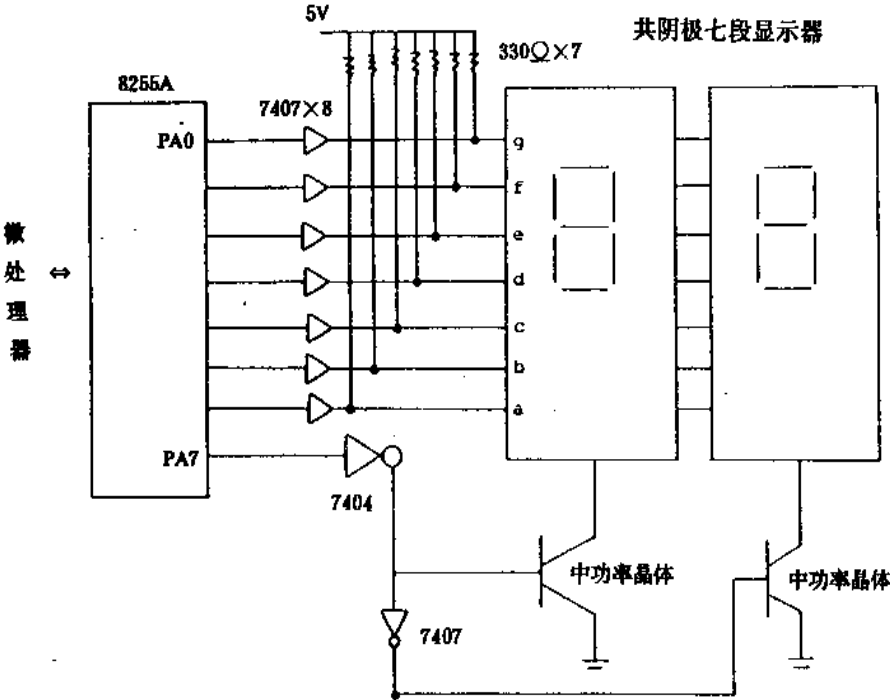 5V
共阴极七段显示器
330Ω×7
8255A
7407×8
PA0
g
f
e
d
c
b
a
微处理器
⇔
PA7
7404
中功率晶体
中功率晶体
7407